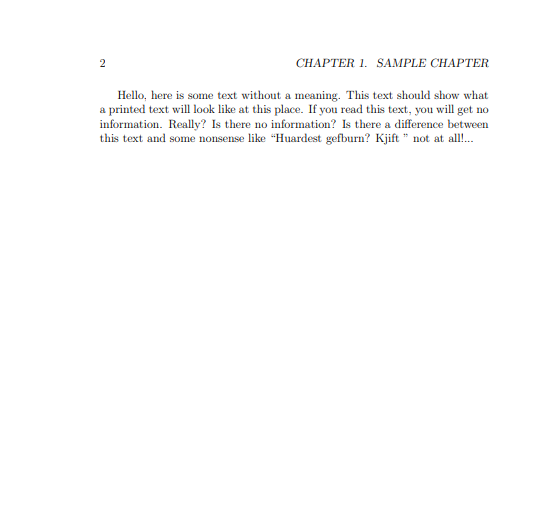 2 CHAPTER 1. SAMPLE CHAPTER
Hello, here is some text without a meaning. This text should show what
a printed text will look like at this place. If you read this text, you will get no
information. Really? Is there no information? Is there a difference between
this text and some nonsense like “Huardest gefburn? Kjift ” not at all!...